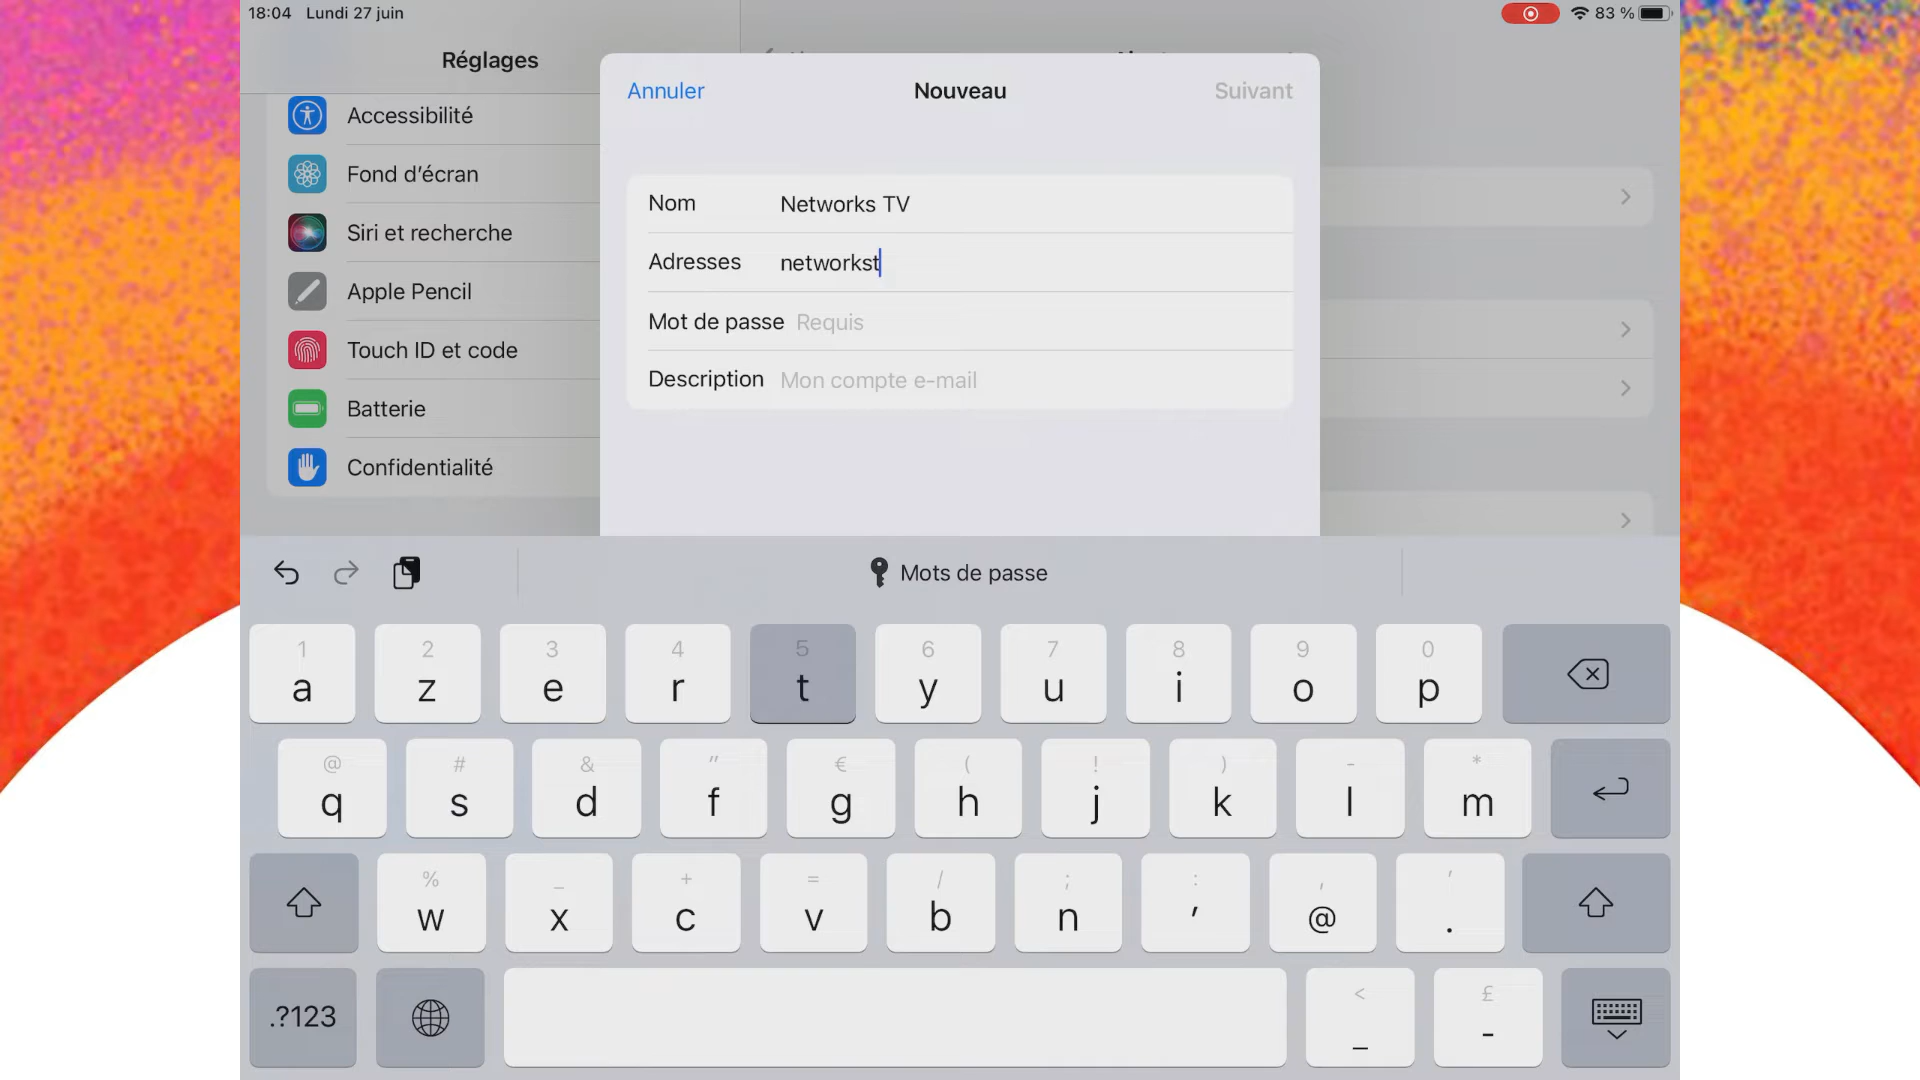 18:04 Lundi 27 juin
83 %
Réglages
Accessibilité
Fond d'écran
Siri et recherche
Apple Pencil
Touch ID et code
Batterie
Confidentialité
Annuler
Nouveau
Suivant
Nom Networks TV
Adresses networkst
Mot de passe Requis
Description Mon compte e-mail
Mots de passe
1 2 3 4 5 6 7 8 9 0
a z e r t y u i o p
@ # & " € ( ! ) - *
q s d f g h j k l m
% _ + = / ; : , '
w x c v b n ' @ .
< £
.?123 _ -